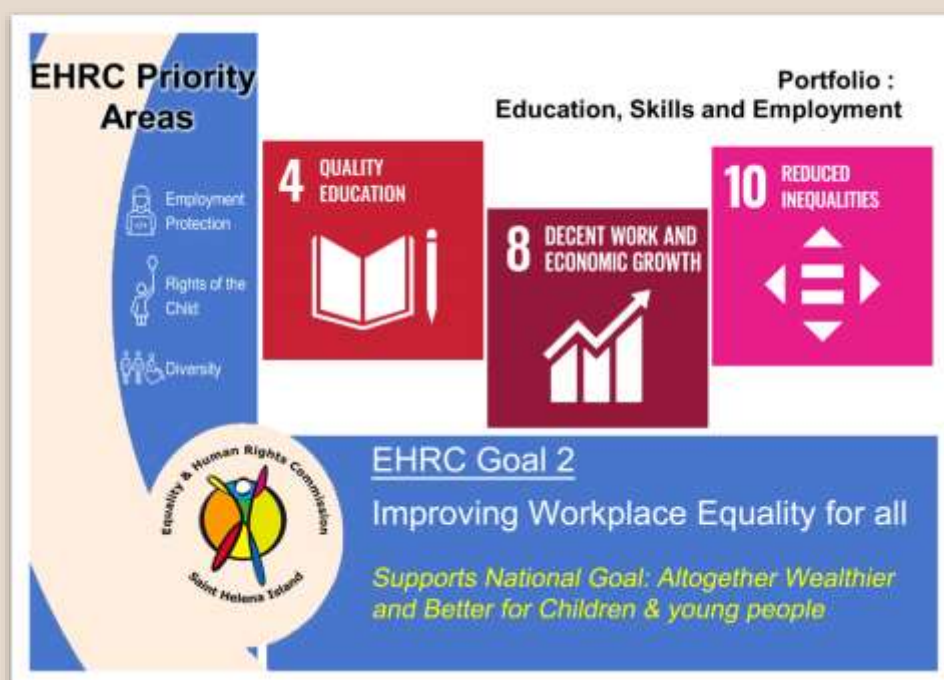 EHRC Priority
Areas
Portfolio :
Education, Skills and Employment
Employment
Protection
Rights of the
Child
Diversity
4 QUALITY
EDUCATION
8 DECENT WORK AND
ECONOMIC GROWTH
10 REDUCED
INEQUALITIES
Equality & Human Rights Commission
Saint Helena Island
EHRC Goal 2
Improving Workplace Equality for all
Supports National Goal: Altogether Wealthier
and Better for Children & young people